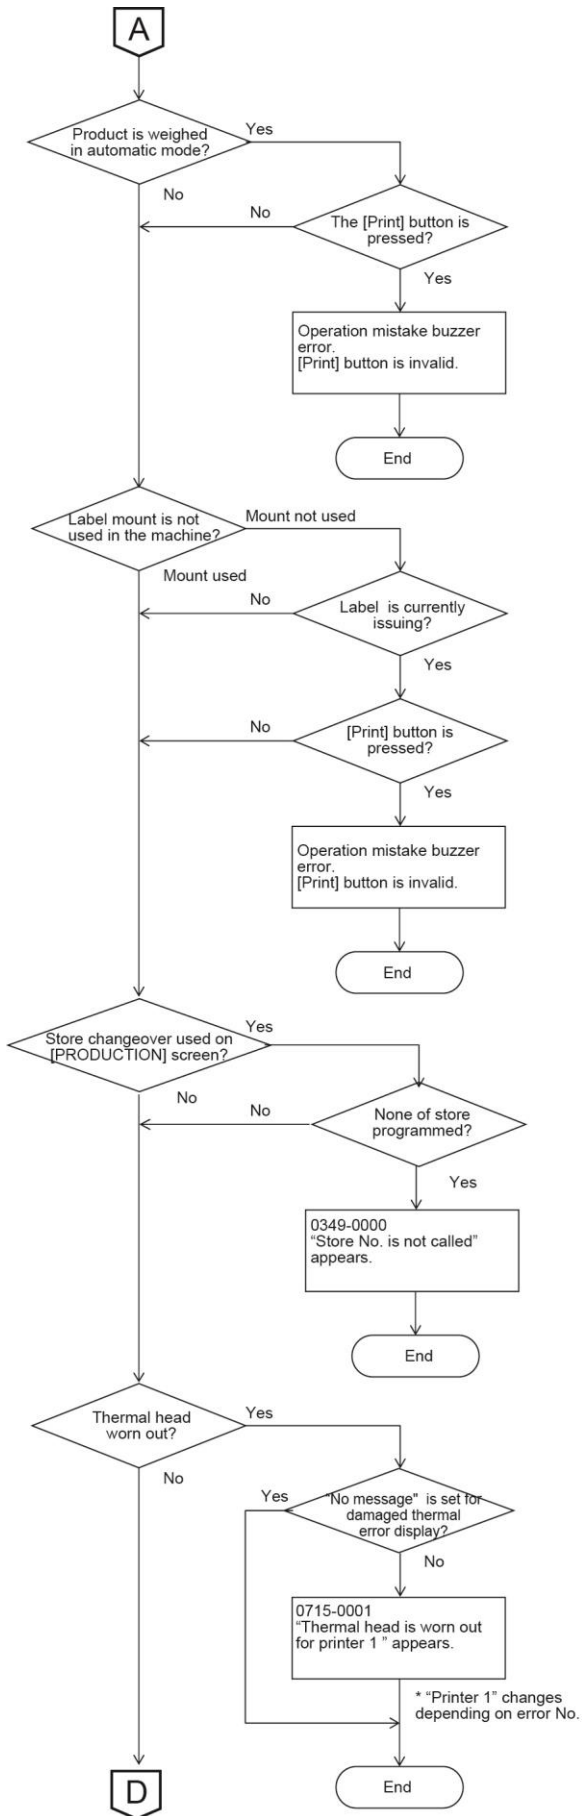 A
Product is weighed
in automatic mode?
Yes
No
No
The [Print] button is
pressed?
Yes
Operation mistake buzzer
error.
[Print] button is invalid.
End
Label mount is not
used in the machine?
Mount not used
Mount used
No
Label is currently
issuing?
Yes
No
[Print] button is
pressed?
Yes
Operation mistake buzzer
error.
[Print] button is invalid.
End
Store changeover used on
[PRODUCTION] screen?
Yes
No
No
None of store
programmed?
Yes
0349-0000
“Store No. is not called”
appears.
End
Thermal head
worn out?
Yes
No
Yes
"No message" is set for
damaged thermal
error display?
No
0715-0001
“Thermal head is worn out
for printer 1 ” appears.
* “Printer 1” changes
depending on error No.
D
End